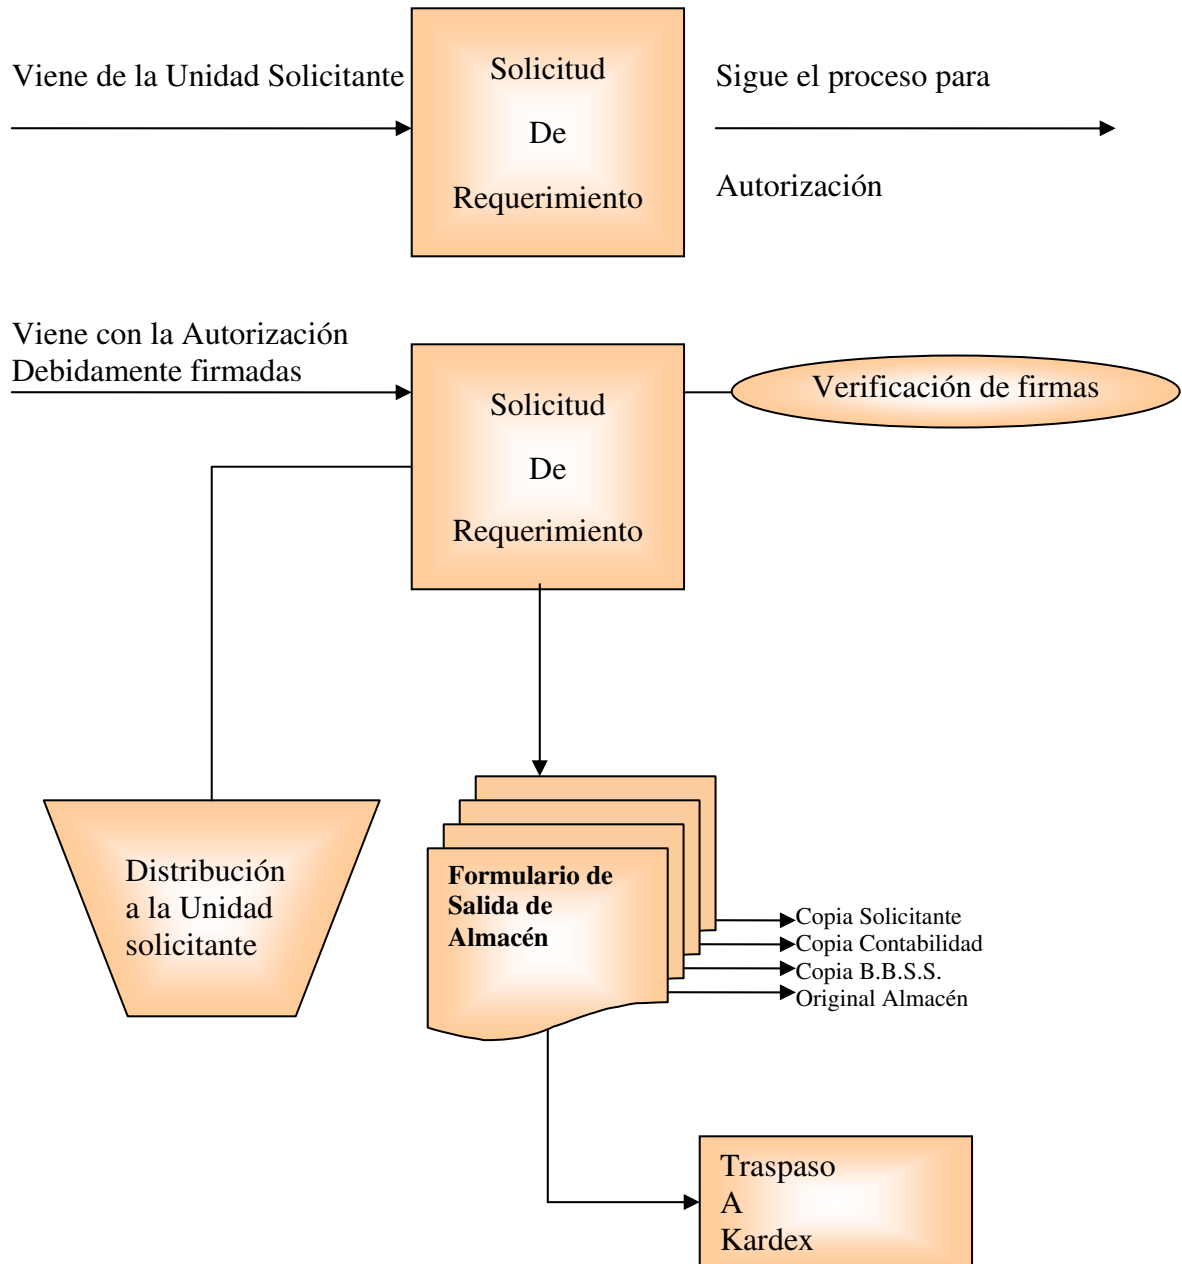 Viene de la Unidad Solicitante
Solicitud
De
Requerimiento
Sigue el proceso para
Autorización
Viene con la Autorización
Debidamente firmadas
Solicitud
De
Requerimiento
Verificación de firmas
Distribución
a la Unidad
solicitante
Formulario de
Salida de
Almacén
Copia Solicitante
Copia Contabilidad
Copia B.B.S.S.
Original Almacén
Traspaso
A
Kardex